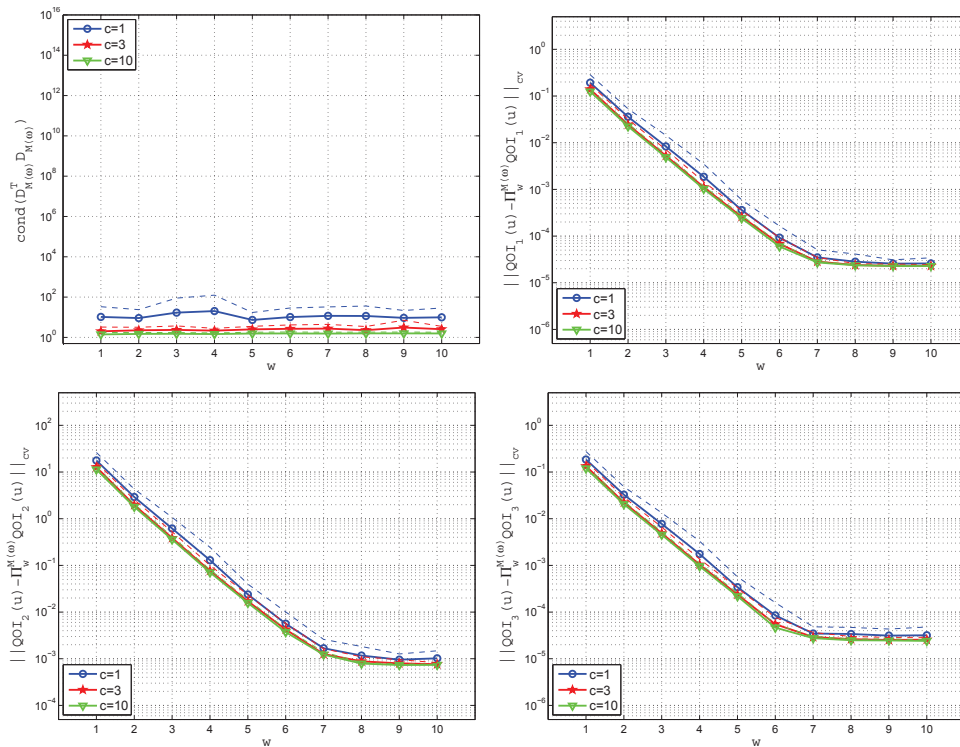 cond(D^T_M(ω) D_M(ω))
10^16
10^14
10^12
10^10
10^8
10^6
10^4
10^2
10^0
c=1
c=3
c=10
1 2 3 4 5 6 7 8 9 10
w
||QOI_1(u)-Π_w^M(ω)QOI_1(u)||_cv
10^0
10^-1
10^-2
10^-3
10^-4
10^-5
10^-6
c=1
c=3
c=10
1 2 3 4 5 6 7 8 9 10
w
||QOI_2(u)-Π_w^M(ω)QOI_2(u)||_cv
10^2
10^1
10^0
10^-1
10^-2
10^-3
10^-4
c=1
c=3
c=10
1 2 3 4 5 6 7 8 9 10
w
||QOI_3(u)-Π_w^M(ω)QOI_3(u)||_cv
10^0
10^-1
10^-2
10^-3
10^-4
10^-5
10^-6
c=1
c=3
c=10
1 2 3 4 5 6 7 8 9 10
w